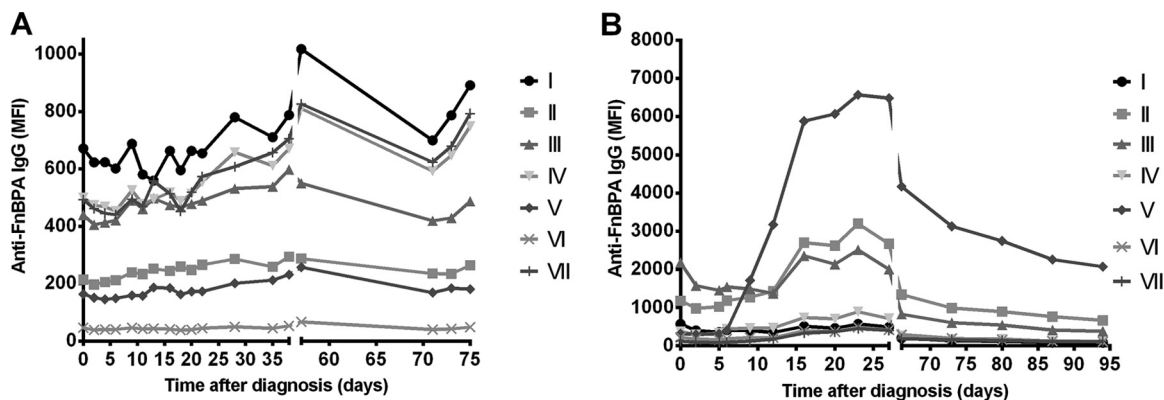 A
Anti-FnBPA IgG (MFI)
1000
800
600
400
200
0
0 5 10 15 20 25 30 35 60 65 70 75
Time after diagnosis (days)
I
II
III
IV
V
VI
VII
B
Anti-FnBPA IgG (MFI)
8000
7000
6000
5000
4000
3000
2000
1000
0
0 5 10 15 20 25 70 75 80 85 90 95
Time after diagnosis (days)
I
II
III
IV
V
VI
VII